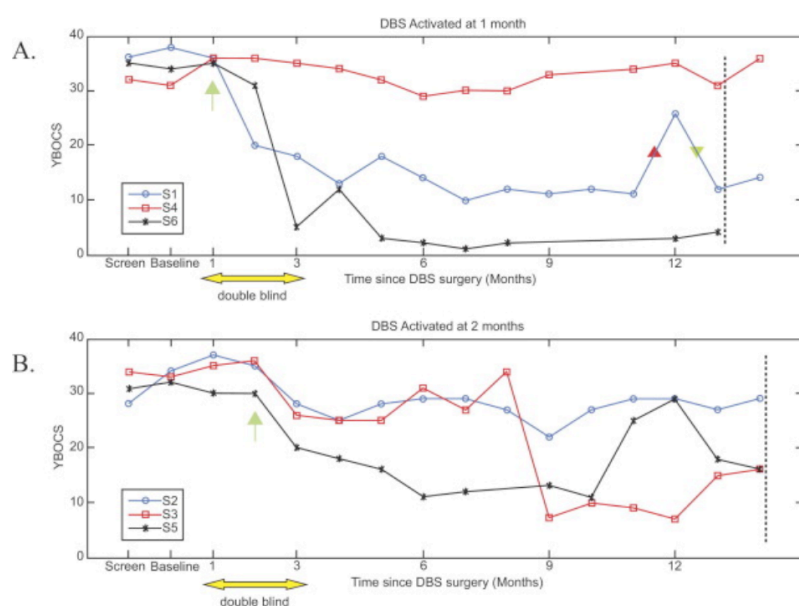 DBS Activated at 1 month
A.
40
30
20
10
0
YBOCS
S1
S4
S6
Screen Baseline 1 3 6 9 12
Time since DBS surgery (Months)
double blind
DBS Activated at 2 months
B.
40
30
20
10
0
YBOCS
S2
S3
S5
Screen Baseline 1 3 6 9 12
Time since DBS surgery (Months)
double blind